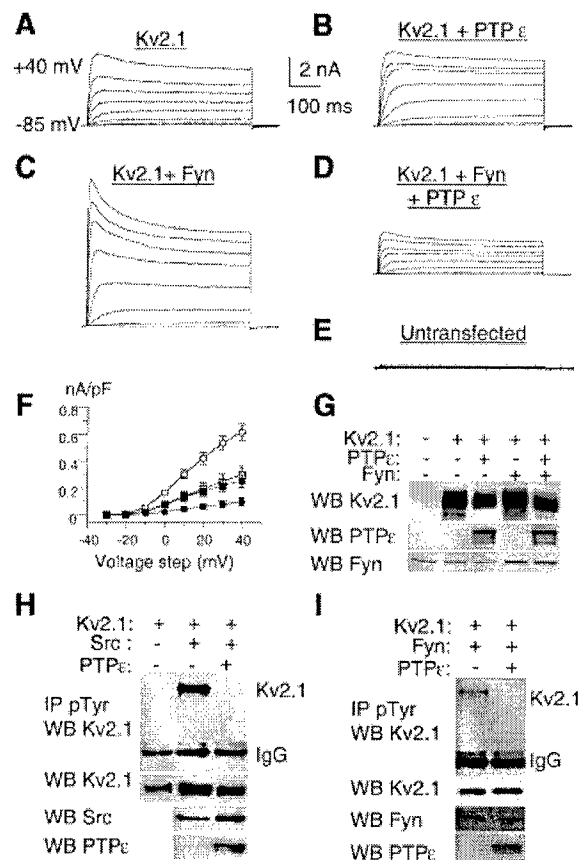 A
Kv2.1
+40 mV
-85 mV
2 nA
100 ms
B
Kv2.1 + PTP ε
C
Kv2.1+ Fyn
D
Kv2.1 + Fyn
+ PTP ε
E
Untransfected
F
nA/pF
0.8
0.6
0.4
0.2
0
-40 -20 0 20 40
Voltage step (mV)
G
Kv2.1: - + + + +
PTPε: - - + - +
Fyn: - - - + +
WB Kv2.1
WB PTPε
WB Fyn
H
Kv2.1: + + +
Src : - + +
PTPε: - - +
IP pTyr
WB Kv2.1
Kv2.1
IgG
WB Kv2.1
WB Src
WB PTPε
I
Kv2.1: + +
Fyn: + +
PTPε: - +
IP pTyr
WB Kv2.1
Kv2.1
IgG
WB Kv2.1
WB Fyn
WB PTPε